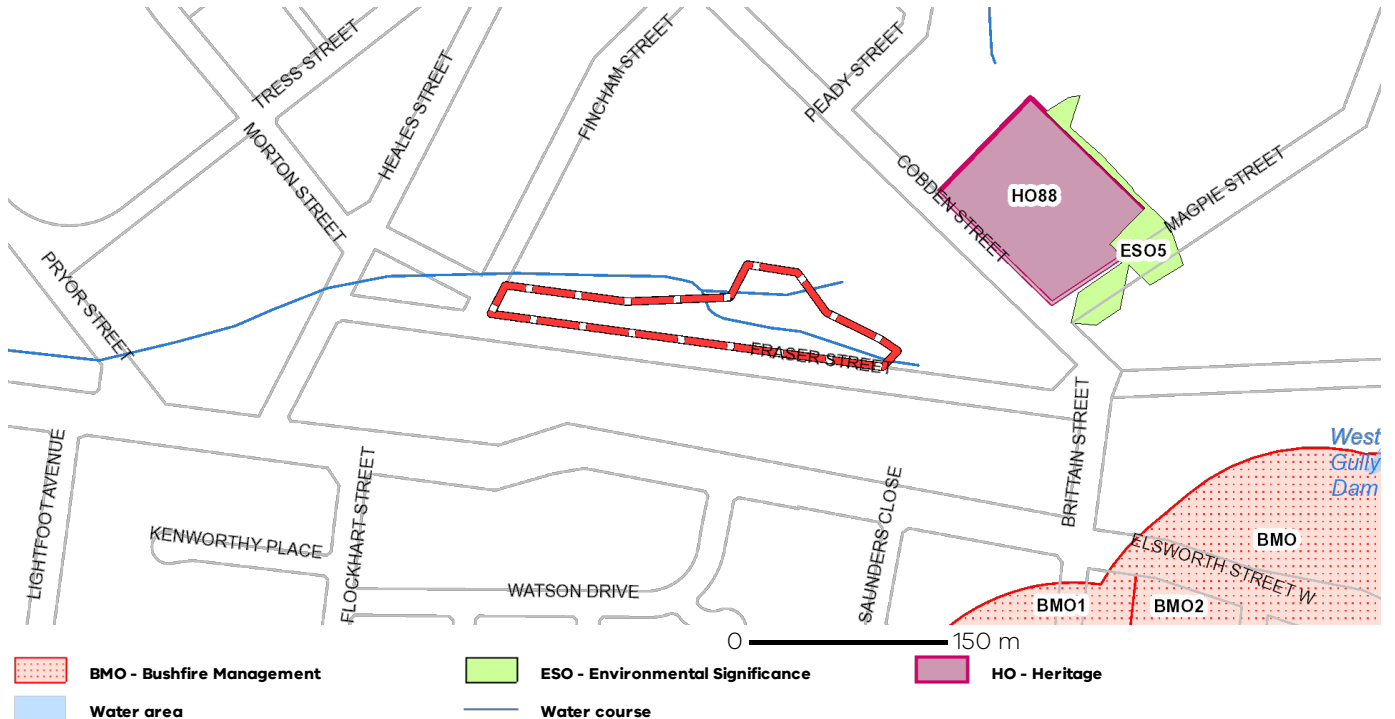 TRESS STREET
HEALES STREET
FINCHAM STREET
PEADY STREET
MORTON STREET
COBDEN STREET
HO88
MAGPIE STREET
ESO5
PRYOR STREET
FRASER STREET
LIGHTFOOT AVENUE
FLOCKHART STREET
SAUNDERS CLOSE
BRITTAIN STREET
West
Gully
Dam
KENWORTHY PLACE
WATSON DRIVE
ELSWORTH STREET W
BMO
BMO1
BMO2
0 150 m
BMO - Bushfire Management
ESO - Environmental Significance
HO - Heritage
Water area
Water course